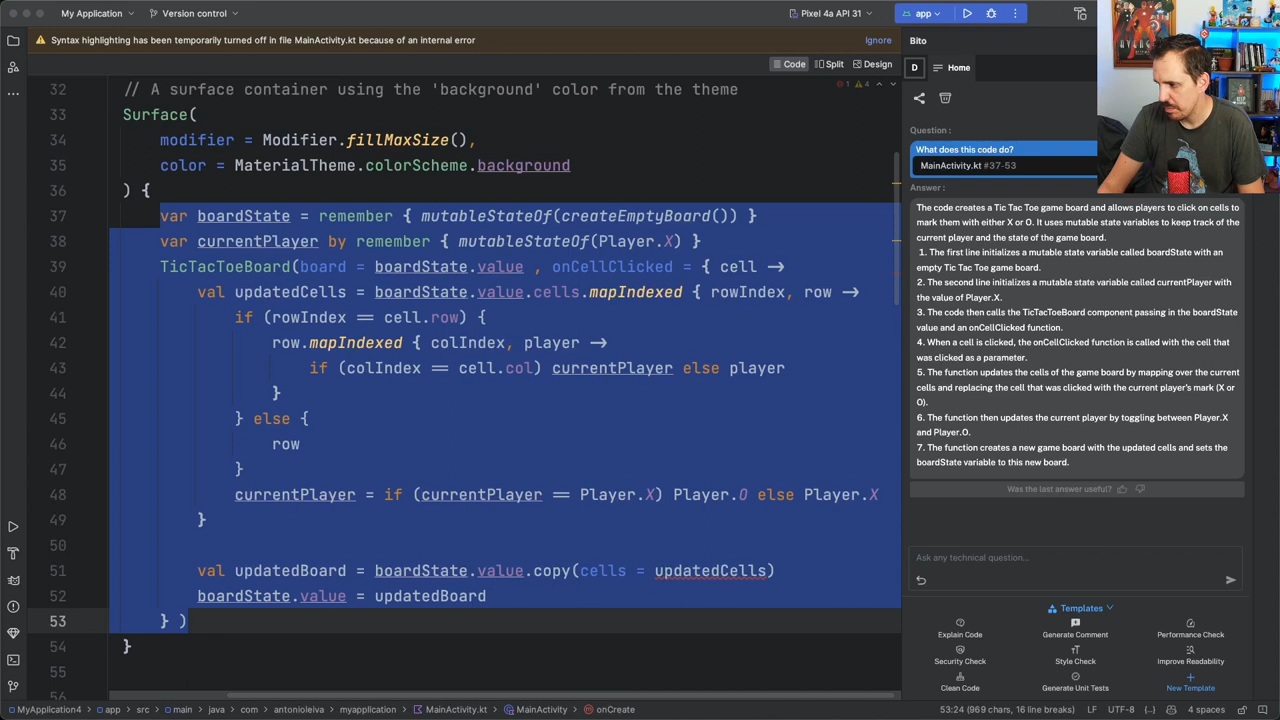 My Application
Version control
Pixel 4a API 31
app
Syntax highlighting has been temporarily turned off in file MainActivity.kt because of an internal error
Ignore
Code
Split
Design
1
4
32 // A surface container using the 'background' color from the theme
33 Surface(
34 modifier = Modifier.fillMaxSize(),
35 color = MaterialTheme.colorScheme.background
36 ) {
37 var boardState = remember { mutableStateOf(createEmptyBoard()) }
38 var currentPlayer by remember { mutableStateOf(Player.X) }
39 TicTacToeBoard(board = boardState.value , onCellClicked = { cell ->
40 val updatedCells = boardState.value.cells.mapIndexed { rowIndex, row ->
41 if (rowIndex == cell.row) {
42 row.mapIndexed { colIndex, player ->
43 if (colIndex == cell.col) currentPlayer else player
44 }
45 } else {
46 row
47 }
48 currentPlayer = if (currentPlayer == Player.X) Player.O else Player.X
49 }
50
51 val updatedBoard = boardState.value.copy(cells = updatedCells)
52 boardState.value = updatedBoard
53 } )
54 }
55
56
Bito
D
Home
Question :
What does this code do?
MainActivity.kt #37-53
Answer :
The code creates a Tic Tac Toe game board and allows players to click on cells to
mark them with either X or O. It uses mutable state variables to keep track of the
current player and the state of the game board.
1. The first line initializes a mutable state variable called boardState with an
empty Tic Tac Toe game board.
2. The second line initializes a mutable state variable called currentPlayer with
the value of Player.X.
3. The code then calls the TicTacToeBoard component passing in the boardState
value and an onCellClicked function.
4. When a cell is clicked, the onCellClicked function is called with the cell that
was clicked as a parameter.
5. The function updates the cells of the game board by mapping over the current
cells and replacing the cell that was clicked with the current player's mark (X or
O).
6. The function then updates the current player by toggling between Player.X
and Player.O.
7. The function creates a new game board with the updated cells and sets the
boardState variable to this new board.
Was the last answer useful?
Ask any technical question...
Templates
Explain Code
Generate Comment
Performance Check
Security Check
Style Check
Improve Readability
Clean Code
Generate Unit Tests
New Template
MyApplication4 > app > src > main > java > com > antonioleiva > myapplication > MainActivity.kt > MainActivity > onCreate
53:24 (969 char, 16 line breaks)
LF
UTF-8
4 spaces